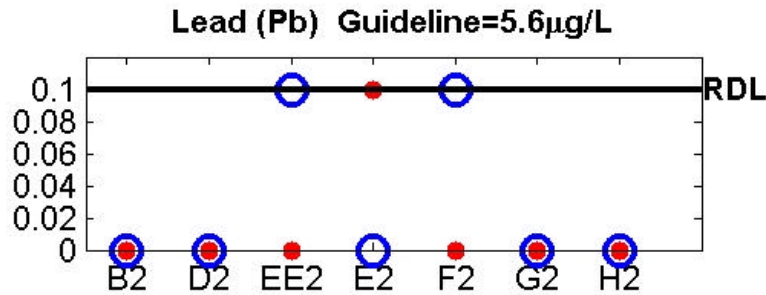 Lead (Pb) Guideline=5.6μg/L
0.1
RDL
0.08
0.06
0.04
0.02
0
B2 D2 EE2 E2 F2 G2 H2